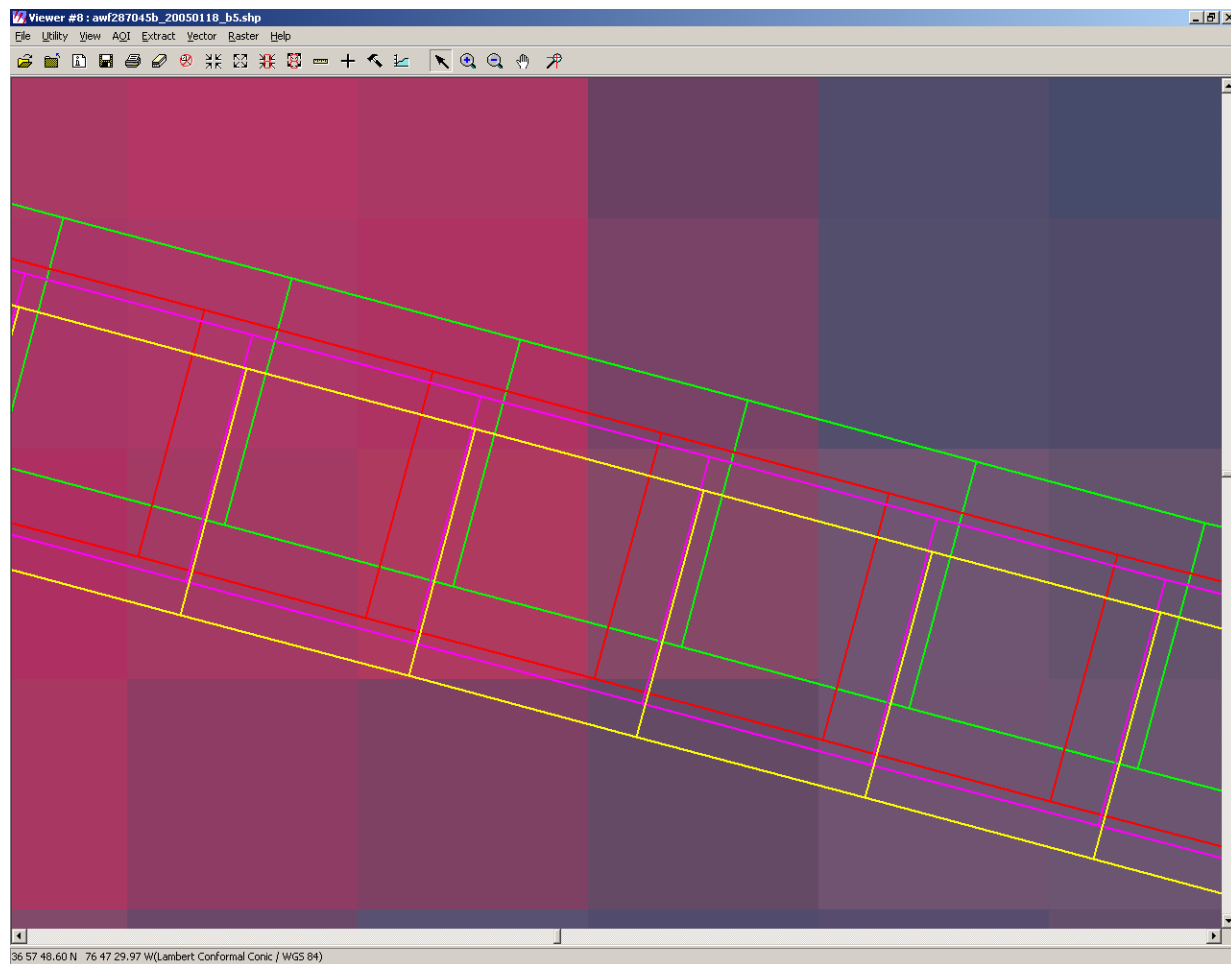 Viewer #8 : awf287045b_20050118_b5.shp
File Utility View AOI Extract Vector Raster Help
36 57 48.60 N 76 47 29.97 W(Lambert Conformal Conic / WGS 84)